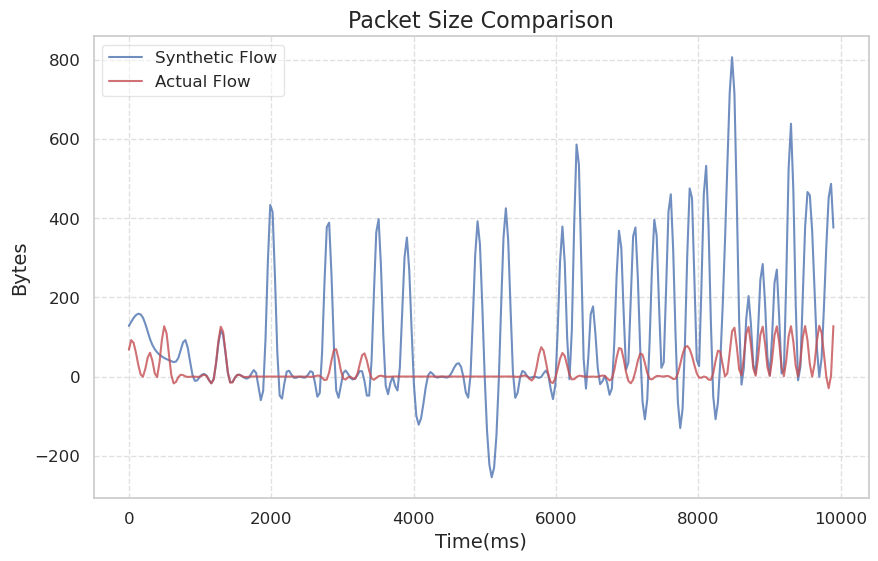 Packet Size Comparison
Synthetic Flow
Actual Flow
Bytes
800
600
400
200
0
−200
0 2000 4000 6000 8000 10000
Time(ms)